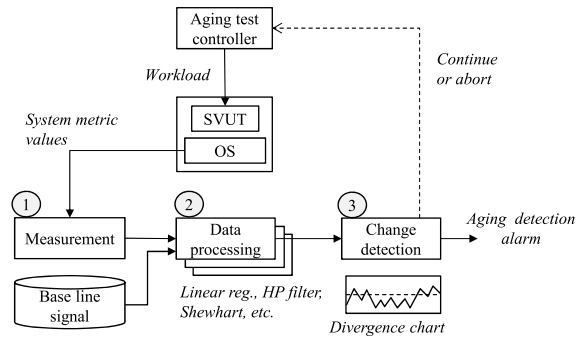 Aging test
controller
Continue
or abort
Workload
System metric
values
SVUT
OS
1
2
3
Measurement
Data
processing
Change
detection
Aging detection
alarm
Base line
signal
Linear reg., HP filter,
Shewhart, etc.
Divergence chart